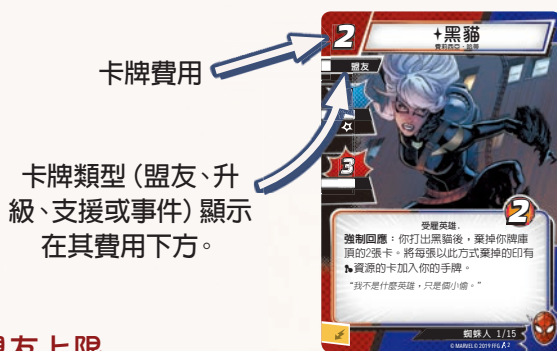 卡牌費用
卡牌類型（盟友、升
級、支援或事件）顯示
在其費用下方。
2
黑貓
費莉西亞·哈蒂
盟友
3
2
受雇英雄.
強制回應：你打出黑貓後，棄掉你牌庫
頂的2張卡。將每張以此方式棄掉的印有
資源的卡加入你的手牌。
“我不是什麼英雄，只是個小偷。”
蜘蛛人 1/15
© MARVEL © 2019 FFG
盟友上限